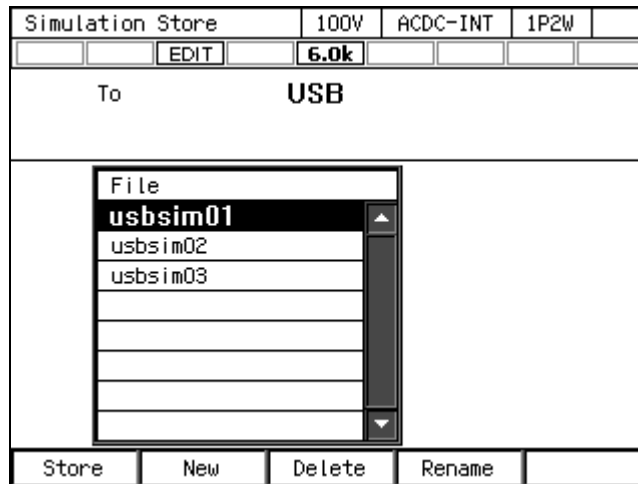 Simulation Store 100V ACDC-INT 1P2W
EDIT 6.0k
To USB
File
usbsim01
usbsim02
usbsim03
Store New Delete Rename